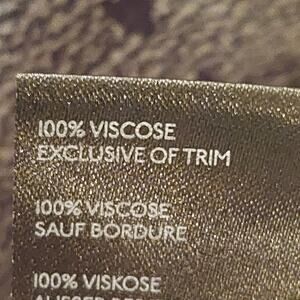 100% VISCOSE
EXCLUSIVE OF TRIM
100% VISCOSE
SAUF BORDURE
100% VISKOSE